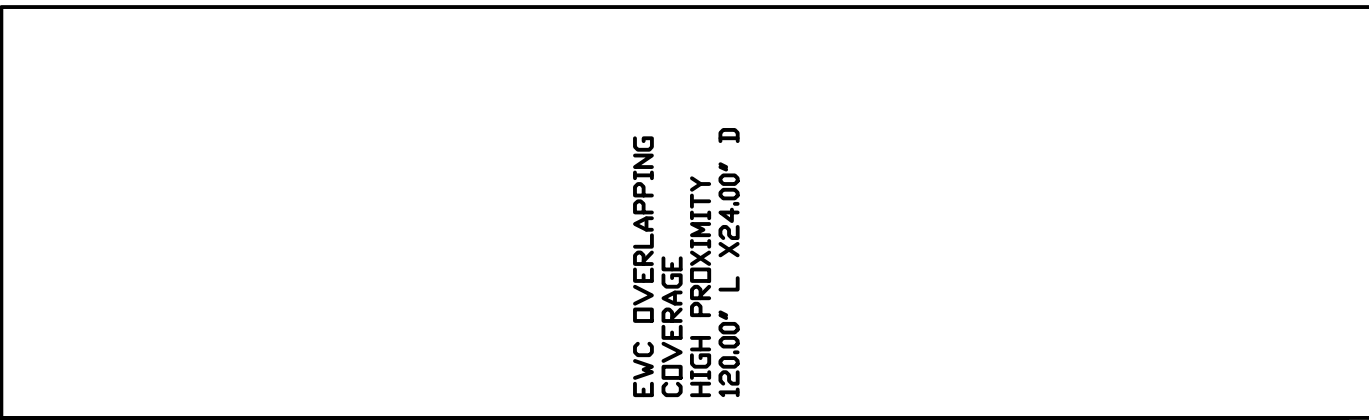 EWC OVERLAPPING
COVERAGE
HIGH PROXIMITY
120.00' L X24.00' D